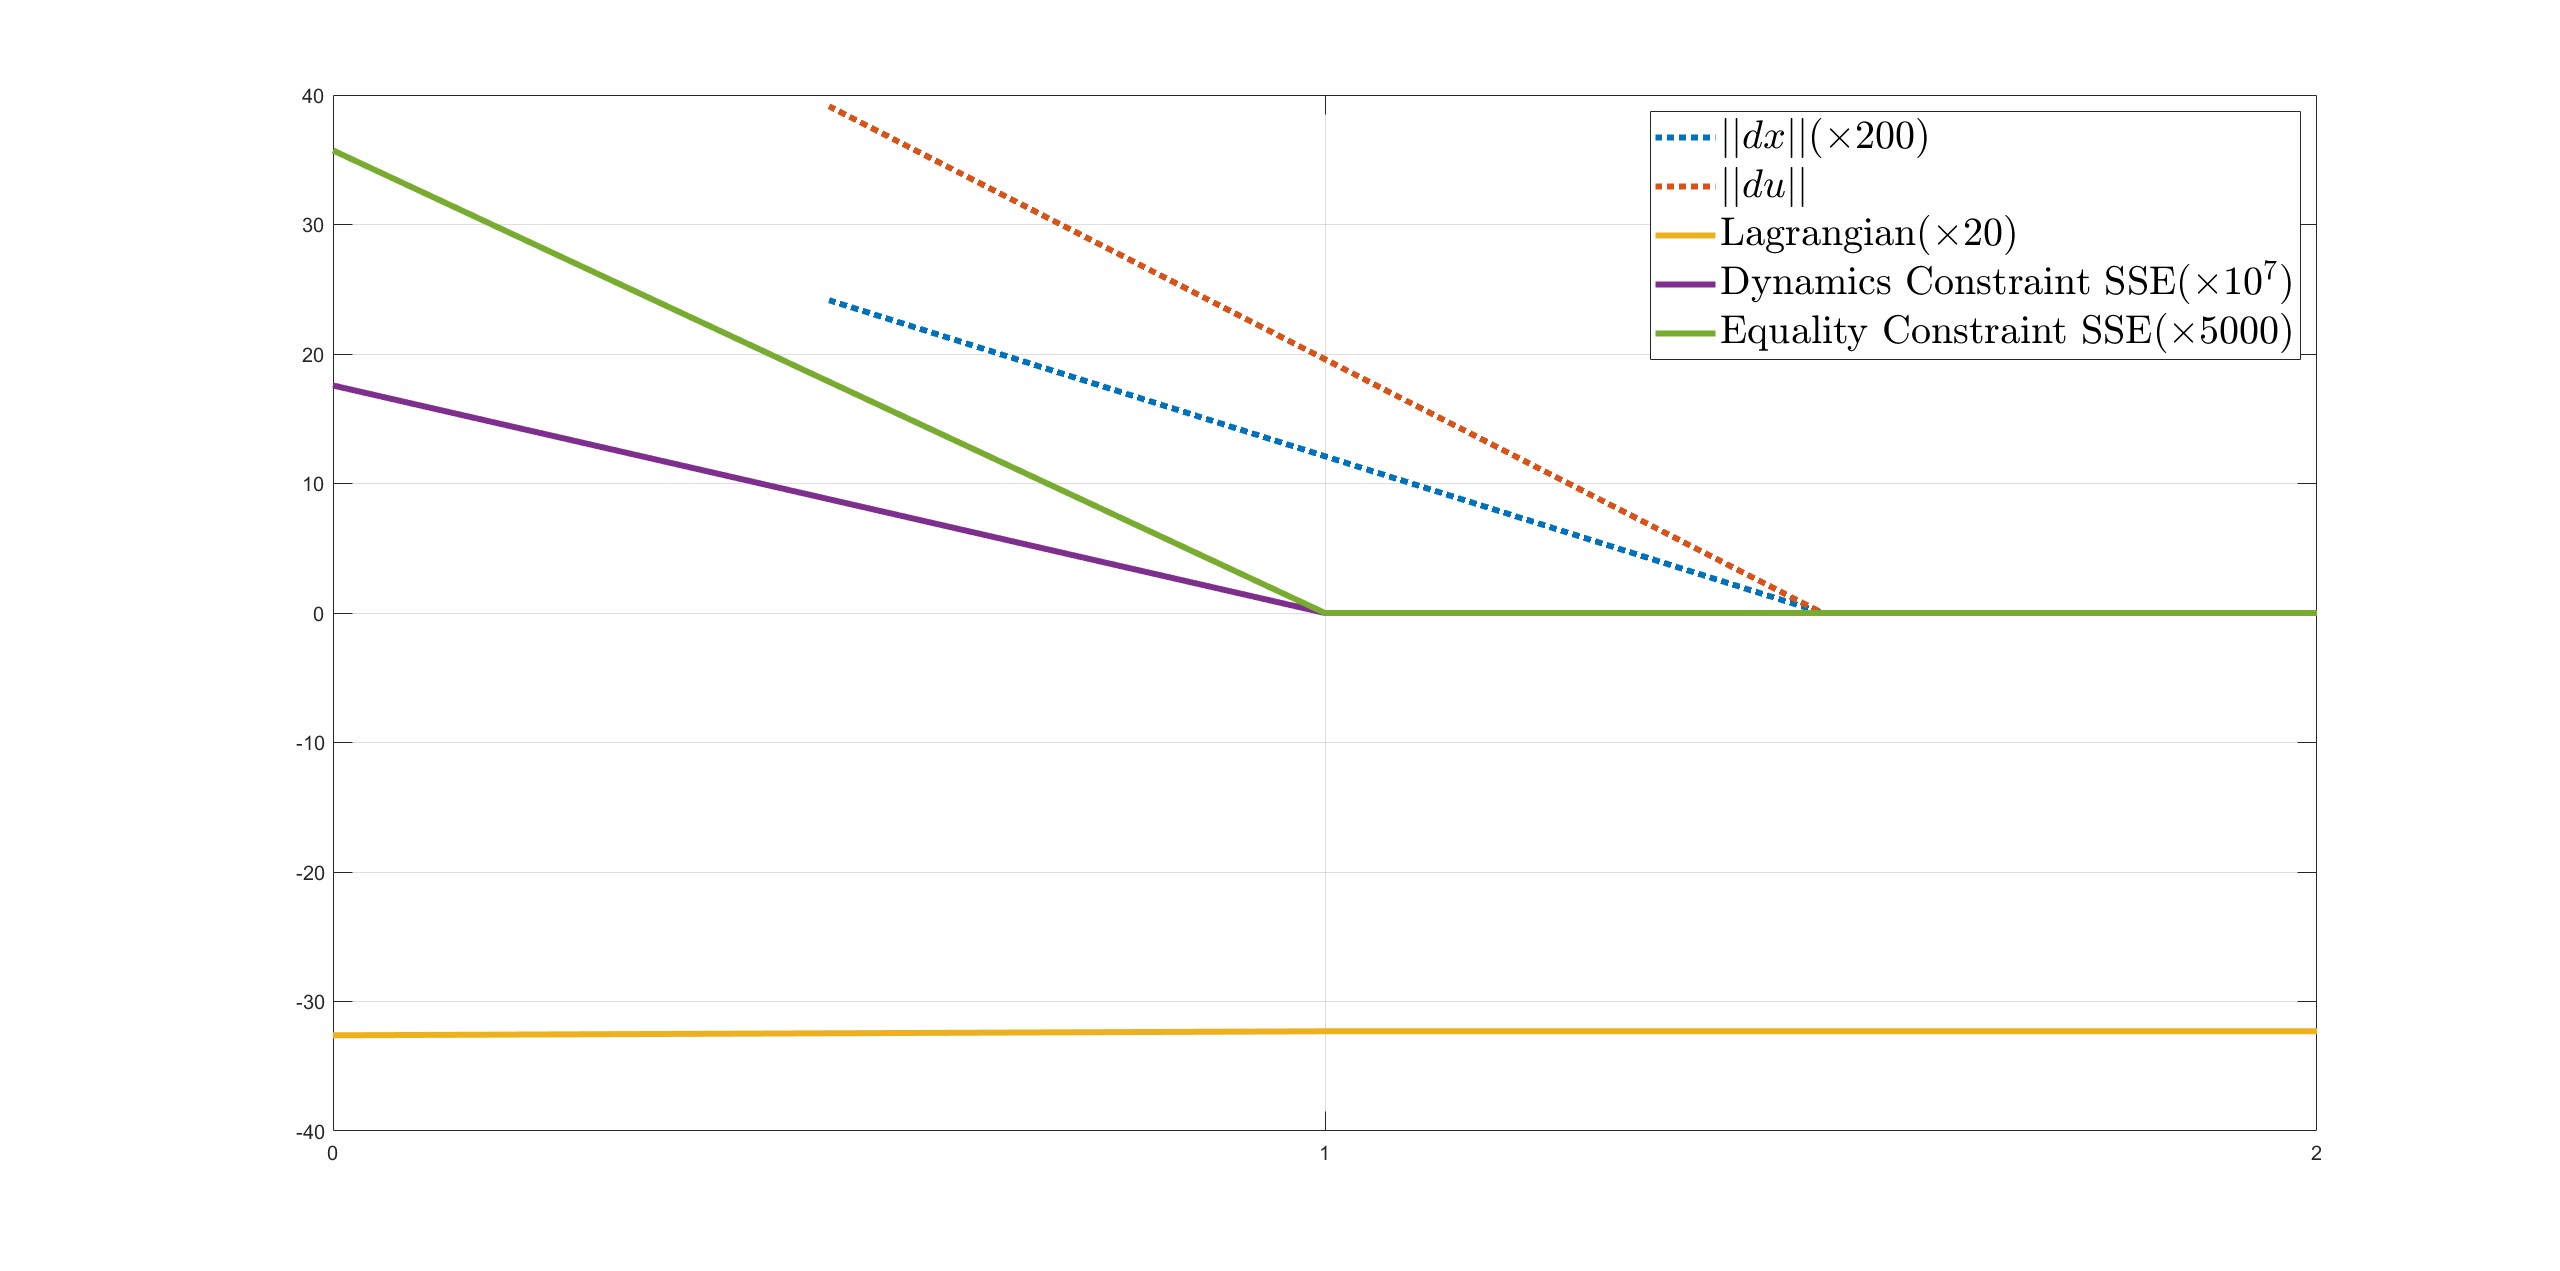 40
30
20
10
0
-10
-20
-30
-40
0
1
2
||dx||(×200)
||du||
Lagrangian(×20)
Dynamics Constraint SSE(×10⁷)
Equality Constraint SSE(×5000)